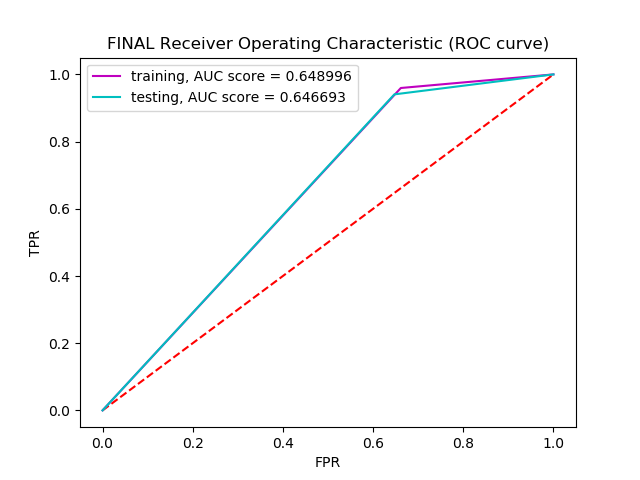 FINAL Receiver Operating Characteristic (ROC curve)
training, AUC score = 0.648996
testing, AUC score = 0.646693
1.0
0.8
0.6
0.4
0.2
0.0
TPR
0.0 0.2 0.4 0.6 0.8 1.0
FPR